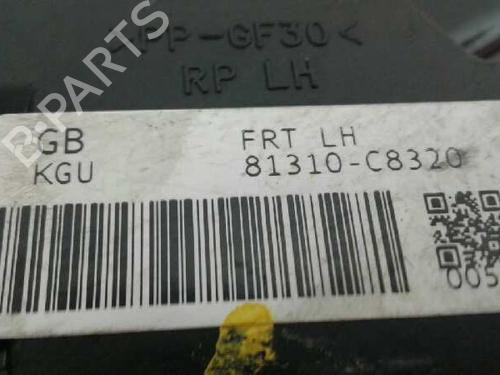 >PP-GF30<
RP LH
GB FRT LH
KGU 81310-C8320
005